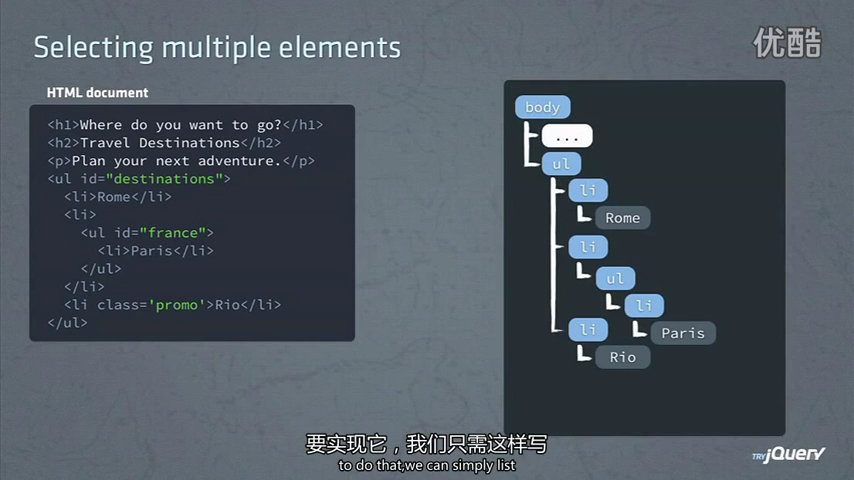 Selecting multiple elements
优酷
HTML document
<h1>Where do you want to go?</h1>
<h2>Travel Destinations</h2>
<p>Plan your next adventure.</p>
<ul id="destinations">
<li>Rome</li>
<li>
<ul id="france">
<li>Paris</li>
</ul>
</li>
<li class='promo'>Rio</li>
</ul>
body
...
ul
li
Rome
li
ul
li
Paris
li
Rio
要实现它，我们只需这样写
to do that,we can simply list
TRY jQuery